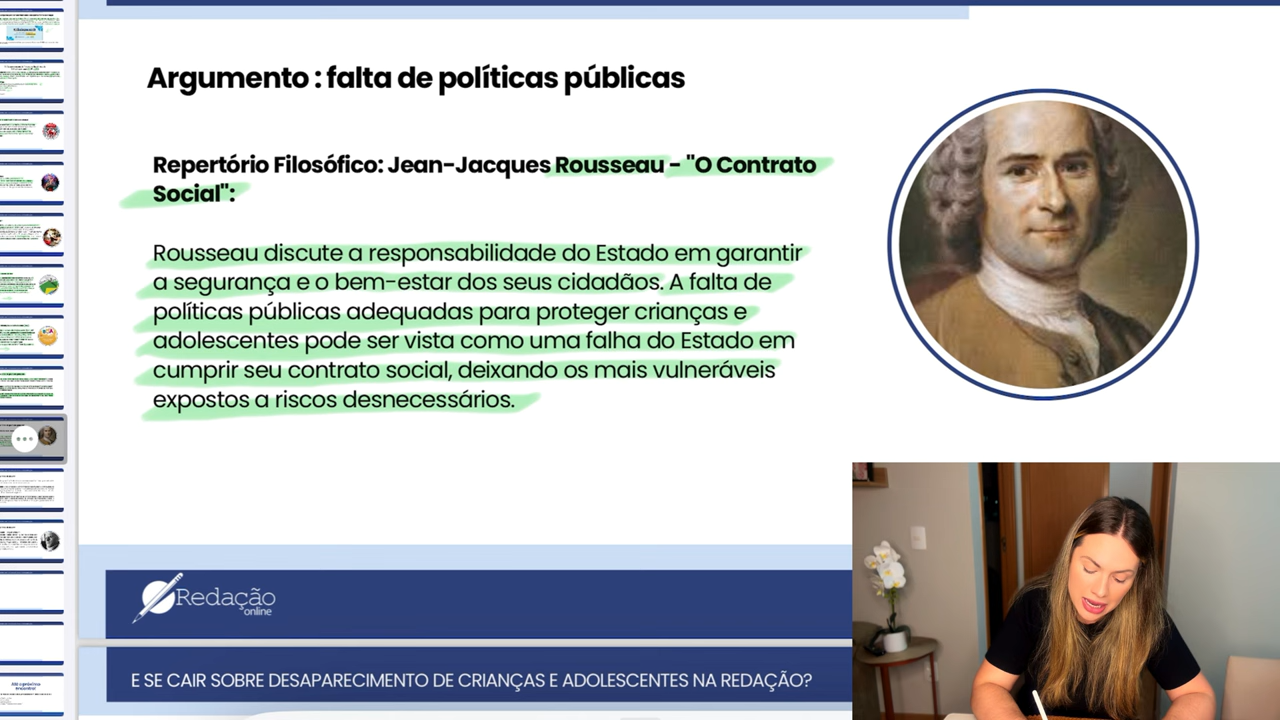 Argumento : falta de políticas públicas
Repertório Filosófico: Jean-Jacques Rousseau - "O Contrato
Social":
Rousseau discute a responsabilidade do Estado em garantir
a segurança e o bem-estar dos seus cidadãos. A falta de
políticas públicas adequadas para proteger crianças e
adolescentes pode ser vista como uma falha do Estado em
cumprir seu contrato social, deixando os mais vulneráveis
expostos a riscos desnecessários.
Redação
online
E SE CAIR SOBRE DESAPARECIMENTO DE CRIANÇAS E ADOLESCENTES NA REDAÇÃO?